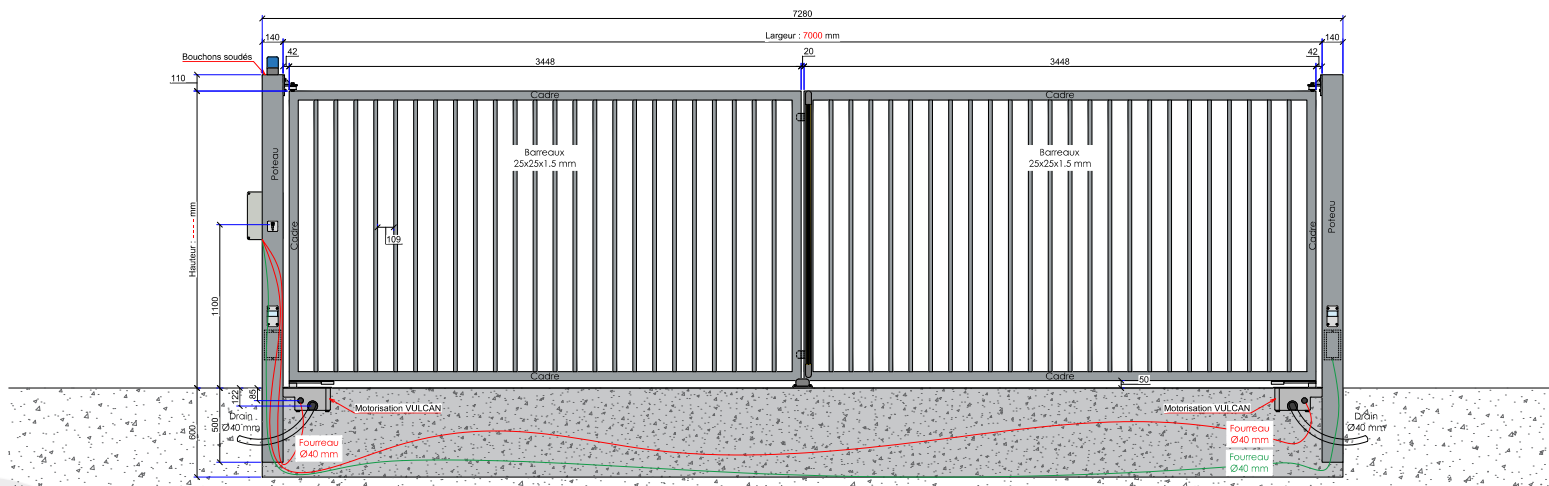 7280
140
Largeur : 7000 mm
140
Bouchons soudés
42
20
42
3448
3448
110
Cadre
Cadre
Barreaux
25x25x1.5 mm
Barreaux
25x25x1.5 mm
Poteau
Poteau
Hauteur : ---- mm
Cadre
Cadre
109
1100
Cadre
Cadre
50
122
85
500
600
Motorisation VULCAN
Motorisation VULCAN
Drain
Ø40 mm
Drain
Ø40 mm
Fourreau
Ø40 mm
Fourreau
Ø40 mm
Fourreau
Ø40 mm